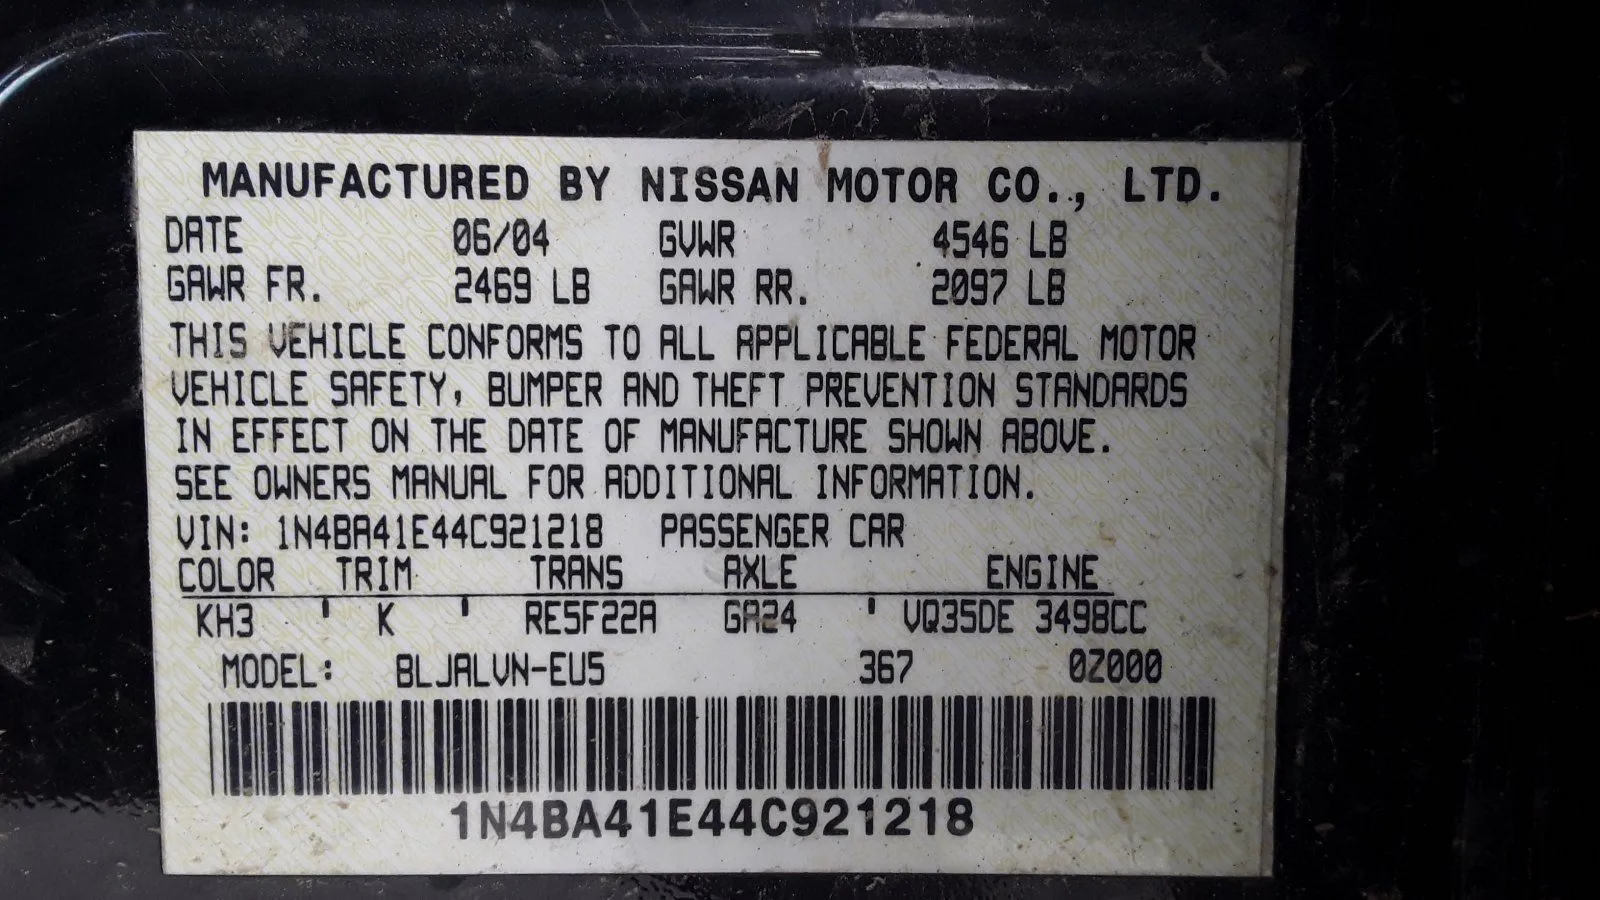 MANUFACTURED BY NISSAN MOTOR CO., LTD.
DATE 06/04 GVWR 4546 LB
GAWR FR. 2469 LB GAWR RR. 2097 LB
THIS VEHICLE CONFORMS TO ALL APPLICABLE FEDERAL MOTOR
VEHICLE SAFETY, BUMPER AND THEFT PREVENTION STANDARDS
IN EFFECT ON THE DATE OF MANUFACTURE SHOWN ABOVE.
SEE OWNERS MANUAL FOR ADDITIONAL INFORMATION.
VIN: 1N4BA41E44C921218 PASSENGER CAR
COLOR TRIM TRANS AXLE ENGINE
KH3 ' K ' RE5F22A GA24 ' VQ35DE 3498CC
MODEL: BLJALVN-EU5 367 0Z000
1N4BA41E44C921218